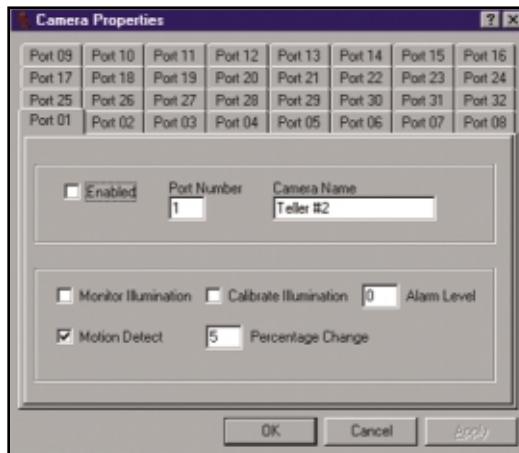 Camera Properties
Port 09 Port 10 Port 11 Port 12 Port 13 Port 14 Port 15 Port 16
Port 17 Port 18 Port 19 Port 20 Port 21 Port 22 Port 23 Port 24
Port 25 Port 26 Port 27 Port 28 Port 29 Port 30 Port 31 Port 32
Port 01 Port 02 Port 03 Port 04 Port 05 Port 06 Port 07 Port 08
Enabled Port Number Camera Name
1 Teller #2
Monitor Illumination Calibrate Illumination 0 Alarm Level
Motion Detect 5 Percentage Change
OK Cancel Apply